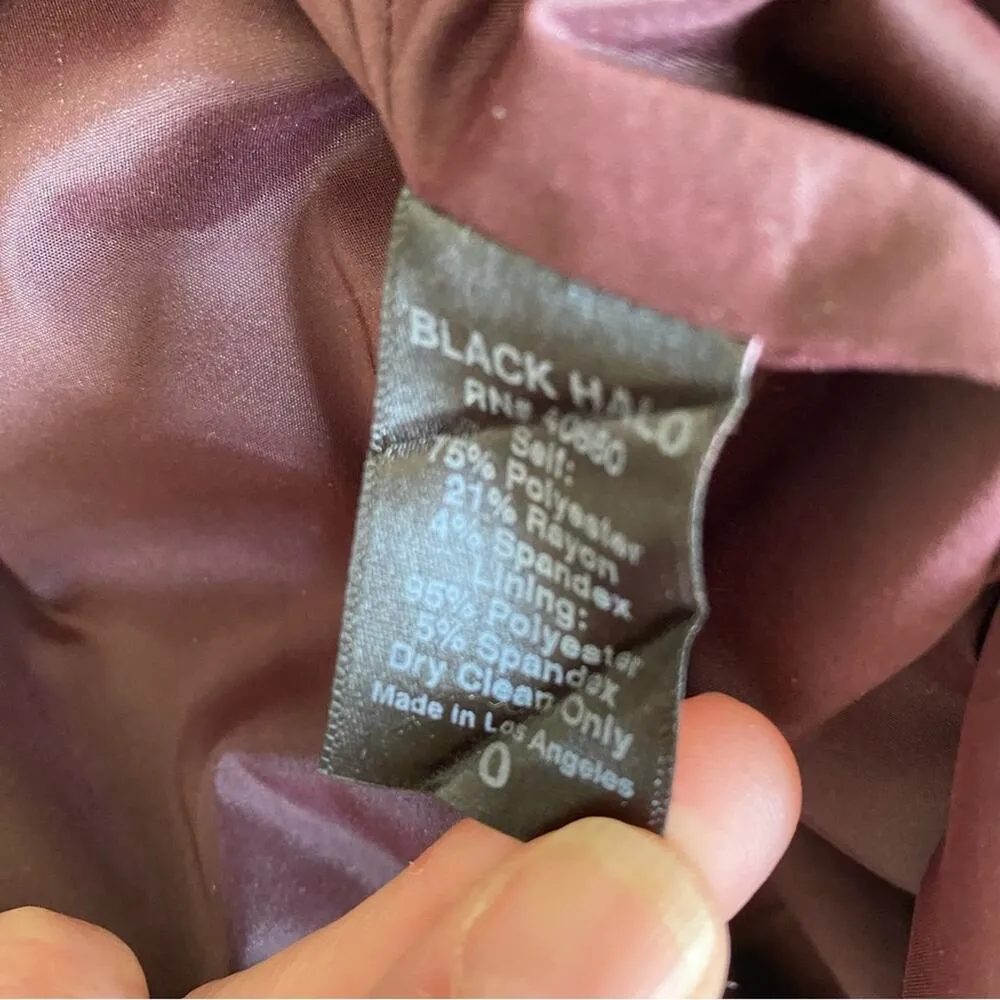 BLACK HALO
RN# 40660
Self:
75% Polyester
21% Rayon
4% Spandex
Lining:
95% Polyester
5% Spandex
Dry Clean Only
Made in Los Angeles
0